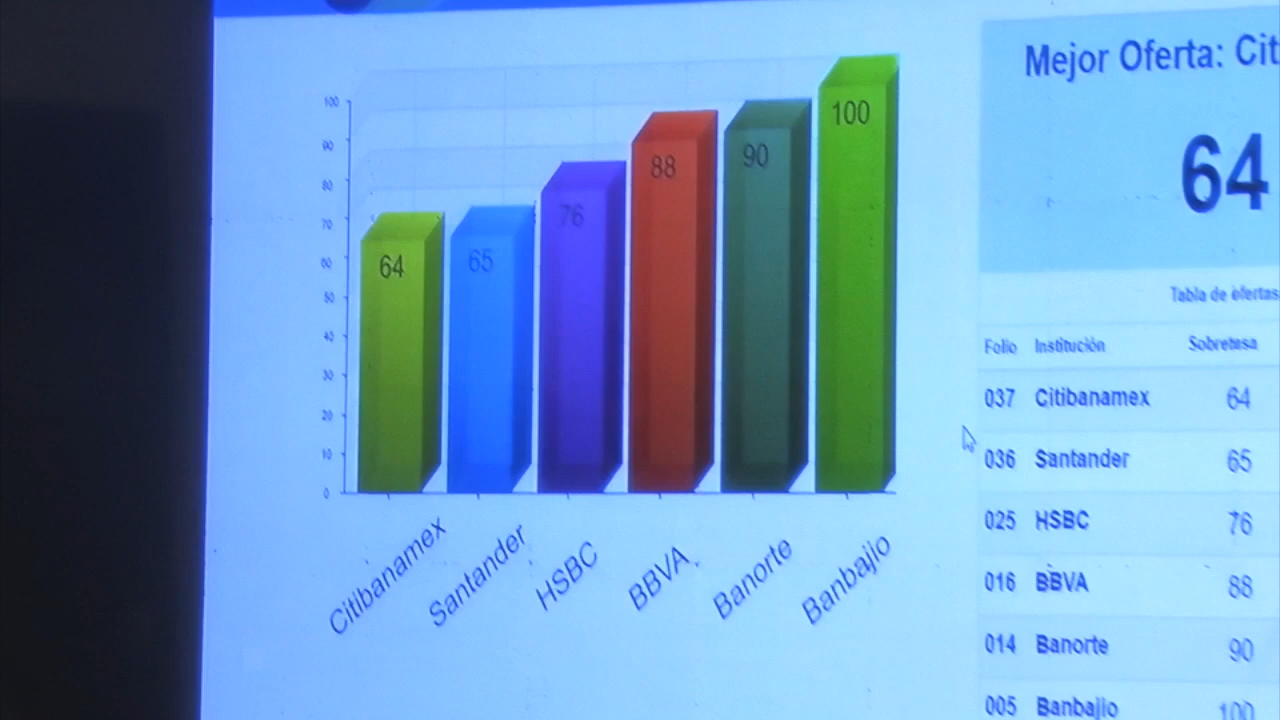 100
90
80
70
60
50
40
30
20
10
0
64
65
76
88
90
100
Citibanamex
Santander
HSBC
BBVA
Banorte
Banbajio
Mejor Oferta: Cit
64
Tabla de ofertas
Folio Institución Sobretasa
037 Citibanamex 64
036 Santander 65
025 HSBC 76
016 BBVA 88
014 Banorte 90
005 Banbajio 100